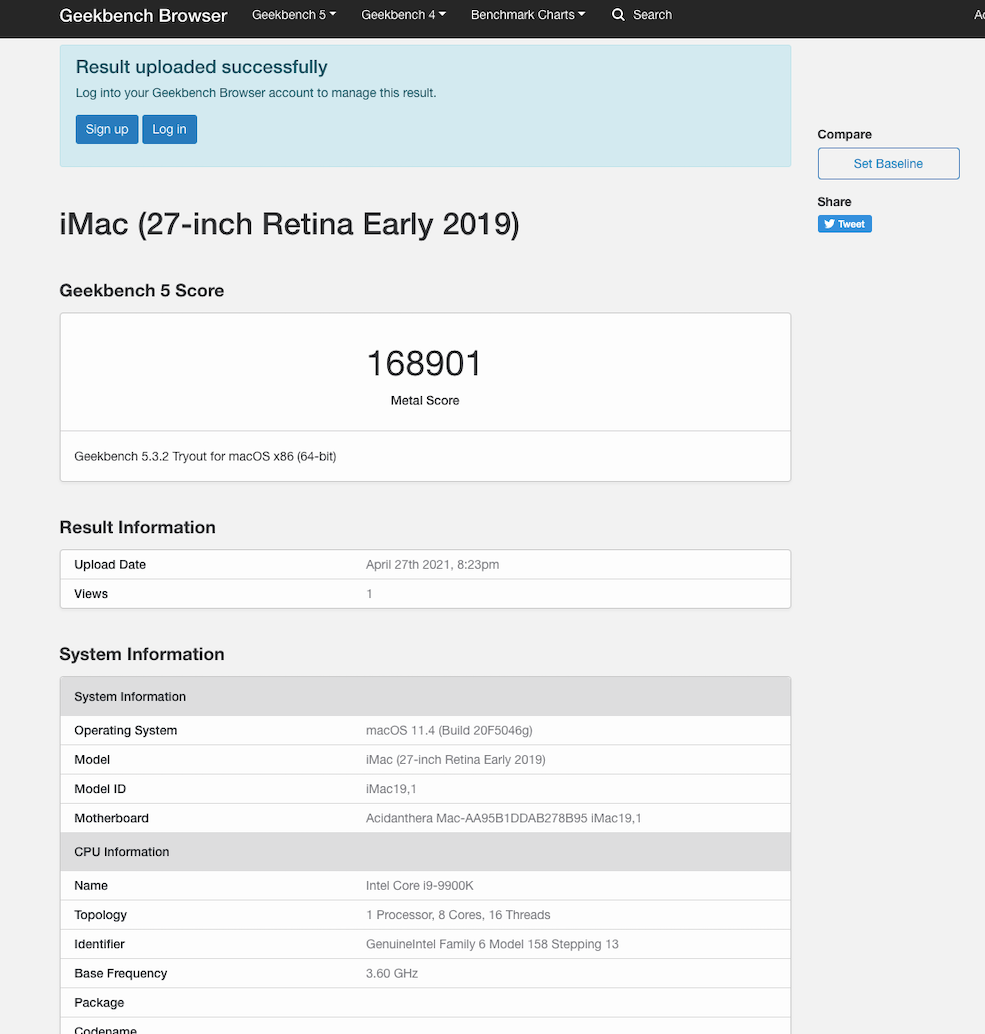 Geekbench Browser Geekbench 5 Geekbench 4 Benchmark Charts Search
Result uploaded successfully
Log into your Geekbench Browser account to manage this result.
Sign up Log in
Compare
Set Baseline
Share
Tweet
iMac (27-inch Retina Early 2019)
Geekbench 5 Score
168901
Metal Score
Geekbench 5.3.2 Tryout for macOS x86 (64-bit)
Result Information
Upload Date April 27th 2021, 8:23pm
Views 1
System Information
System Information
Operating System macOS 11.4 (Build 20F5046g)
Model iMac (27-inch Retina Early 2019)
Model ID iMac19,1
Motherboard Acidanthera Mac-AA95B1DDAB278B95 iMac19,1
CPU Information
Name Intel Core i9-9900K
Topology 1 Processor, 8 Cores, 16 Threads
Identifier GenuineIntel Family 6 Model 158 Stepping 13
Base Frequency 3.60 GHz
Package
Codename